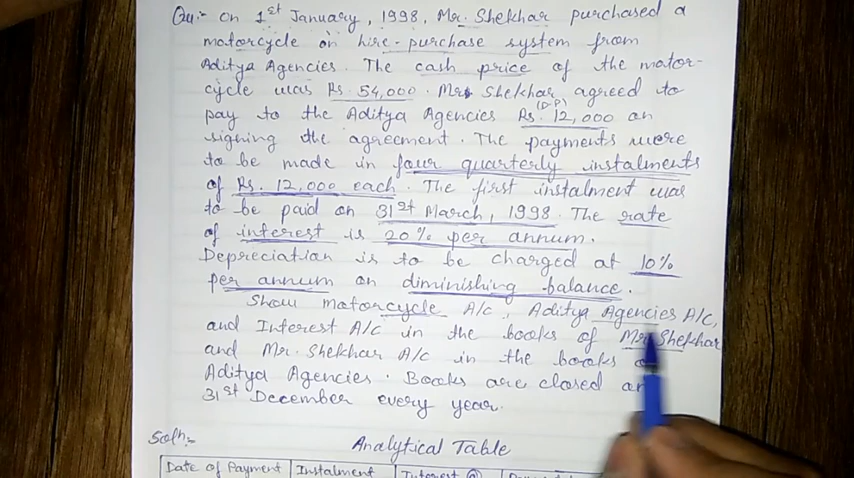 Qu:- On 1st January, 1998, Mr. Shekhar purchased a
motorcycle on hire-purchase system from
Aditya Agencies. The cash price of the motor-
cycle was Rs. 54,000. Mr. Shekhar agreed to
pay to the Aditya Agencies Rs. 12,000 on
(D.P)
signing the agreement. The payments were
to be made in four quarterly instalments
of Rs. 12,000 each. The first instalment was
to be paid on 31st March, 1998. The rate
of interest is 20% per annum.
Depreciation is to be charged at 10%
per annum on diminishing balance.
Show motorcycle A/C, Aditya Agencies A/C,
and Interest A/C in the books of Mr. Shekhar
and Mr. Shekhar A/C in the books
Aditya Agencies. Books are closed on
31st December every year.
Soln:-
Analytical Table
Date of Payment Instalment Interest @